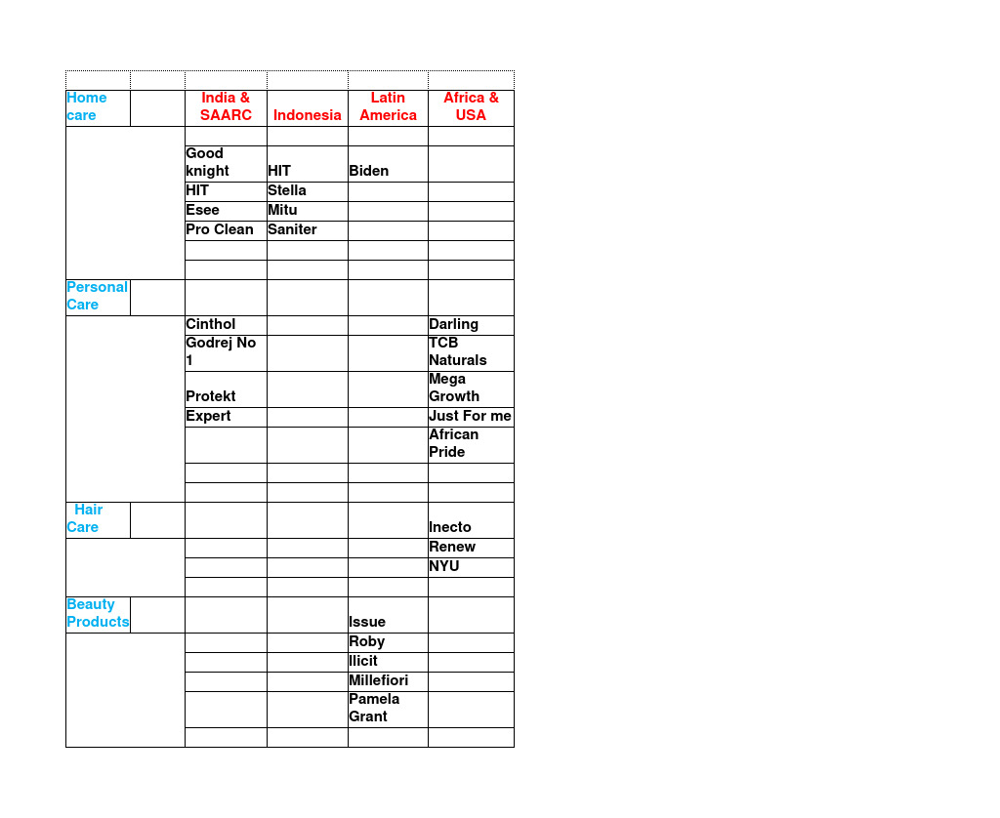 Home care India & SAARC Indonesia Latin America Africa & USA
Good knight HIT Biden
HIT Stella
Esee Mitu
Pro Clean Saniter
Personal Care
Cinthol Darling
Godrej No 1 TCB Naturals
Protekt Mega Growth
Expert Just For me
African Pride
Hair Care Inecto
Renew
NYU
Beauty Products Issue
Roby
Ilicit
Millefiori
Pamela Grant